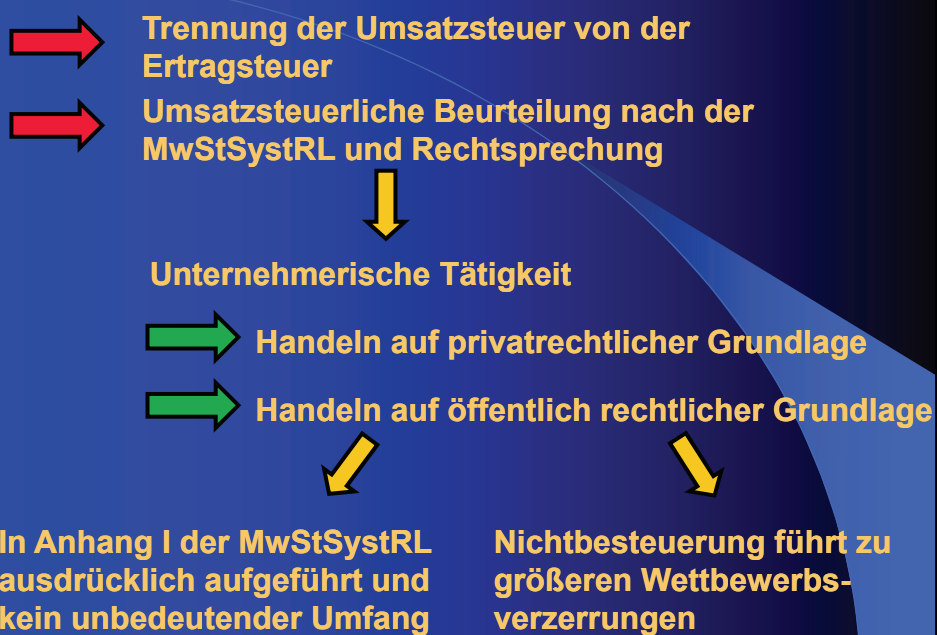 Trennung der Umsatzsteuer von der
Ertragsteuer
Umsatzsteuerliche Beurteilung nach der
MwStSystRL und Rechtsprechung
Unternehmerische Tätigkeit
Handeln auf privatrechtlicher Grundlage
Handeln auf öffentlich rechtlicher Grundlage
In Anhang I der MwStSystRL
ausdrücklich aufgeführt und
kein unbedeutender Umfang
Nichtbesteuerung führt zu
größeren Wettbewerbs-
verzerrungen